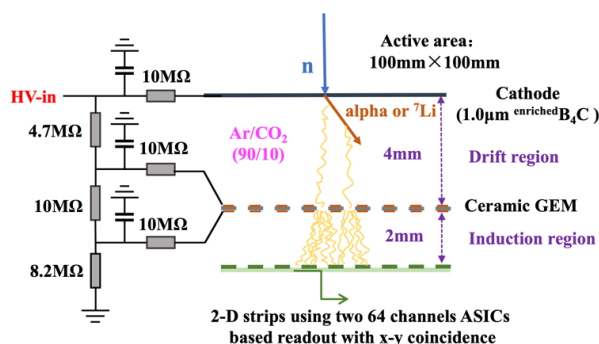 n
Active area:
100mm×100mm
10MΩ
HV-in
Cathode
(1.0μm enrichedB₄C )
alpha or ⁷Li
4.7MΩ
10MΩ
Ar/CO₂
(90/10)
4mm
Drift region
10MΩ
10MΩ
Ceramic GEM
2mm
Induction region
8.2MΩ
2-D strips using two 64 channels ASICs
based readout with x-y coincidence